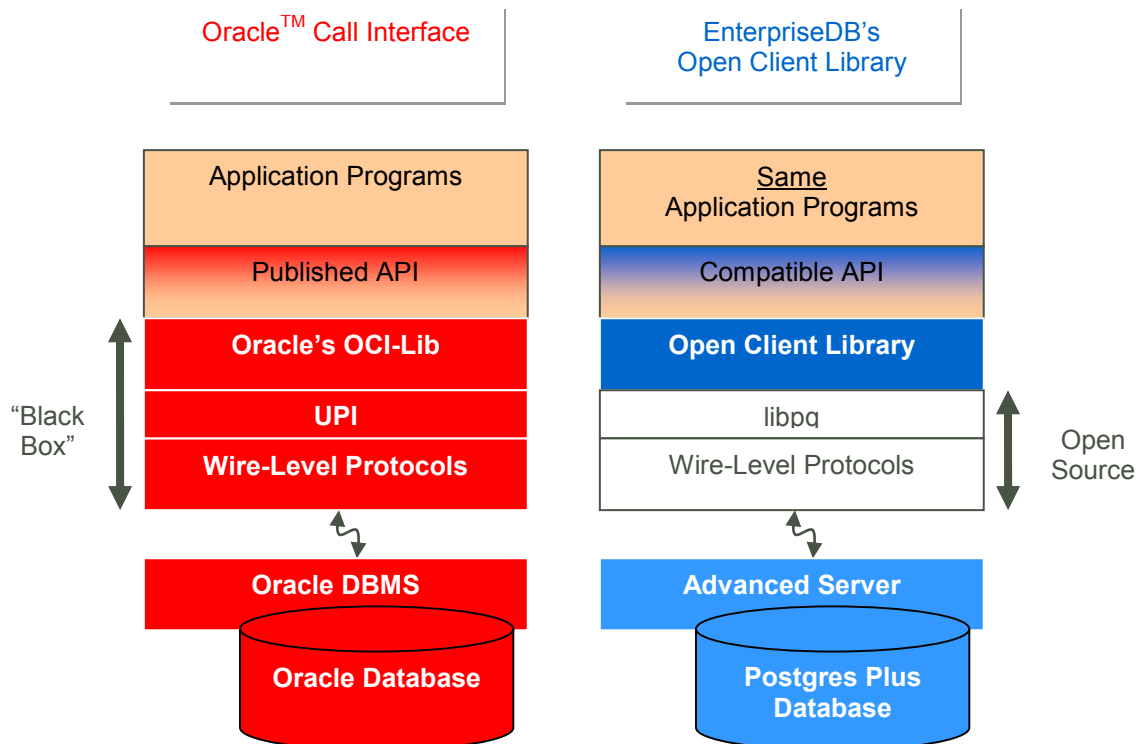 Oracle™ Call Interface
EnterpriseDB's
Open Client Library
Application Programs
Published API
Oracle’s OCI-Lib
UPI
Wire-Level Protocols
“Black
Box”
Oracle DBMS
Oracle Database
Same
Application Programs
Compatible API
Open Client Library
libpq
Wire-Level Protocols
Open
Source
Advanced Server
Postgres Plus
Database